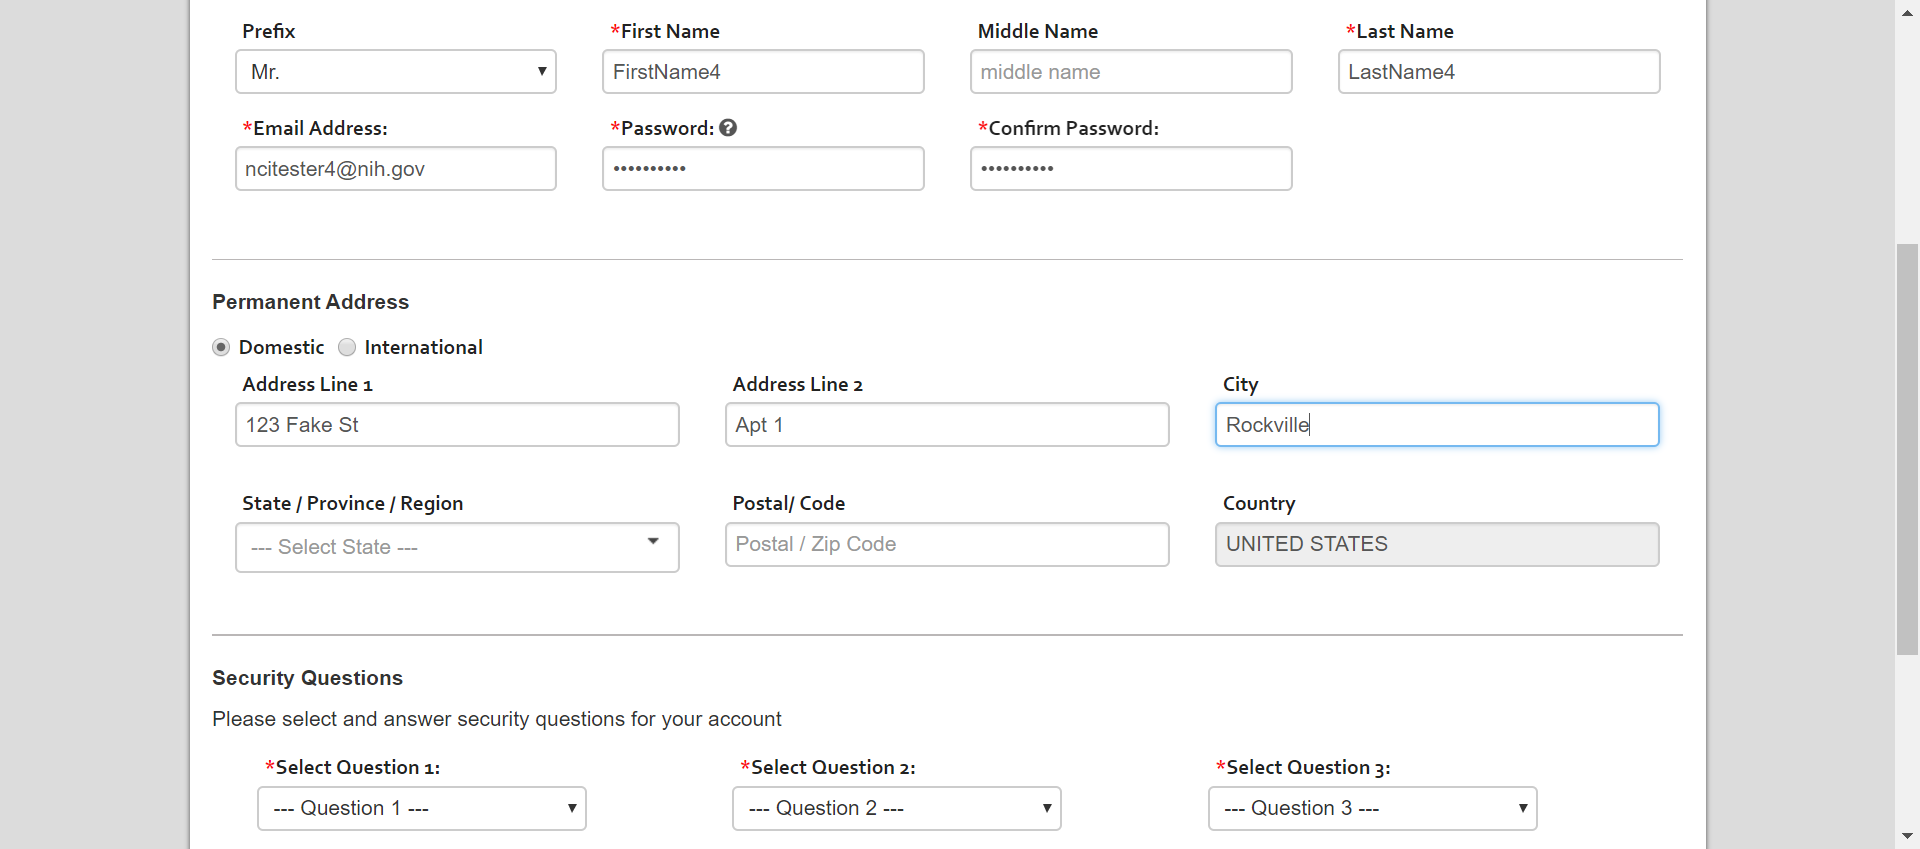 Prefix *First Name Middle Name *Last Name
Mr. FirstName4 middle name LastName4
*Email Address: *Password: *Confirm Password:
ncitester4@nih.gov •••••••••• ••••••••••
Permanent Address
Domestic International
Address Line 1 Address Line 2 City
123 Fake St Apt 1 Rockville
State / Province / Region Postal/ Code Country
--- Select State --- Postal / Zip Code UNITED STATES
Security Questions
Please select and answer security questions for your account
*Select Question 1: *Select Question 2: *Select Question 3:
--- Question 1 --- --- Question 2 --- --- Question 3 ---